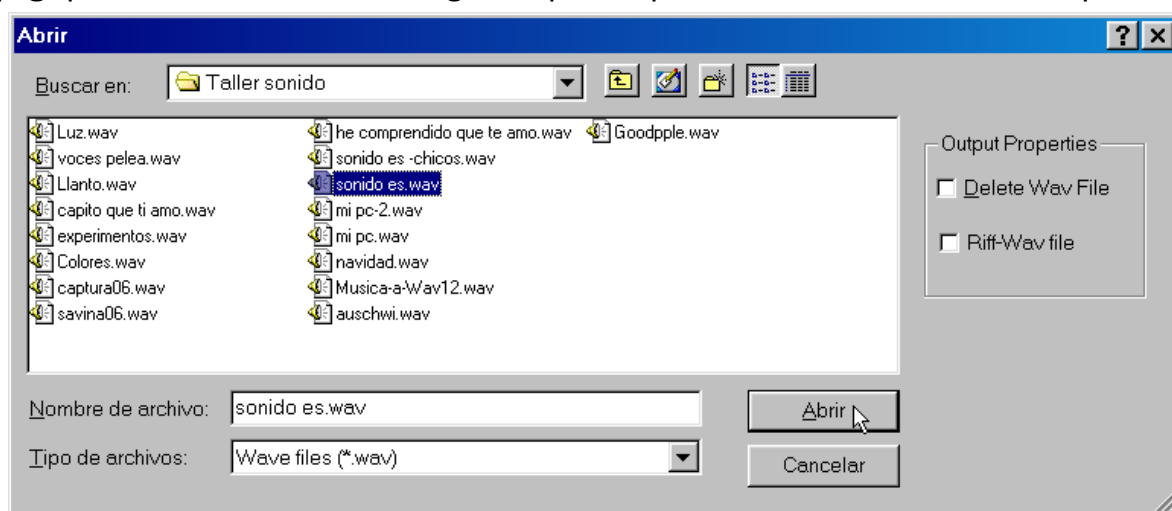 Abrir
Buscar en: Taller sonido
Luz.wav
voces pelea.wav
Llanto.wav
capito que ti amo.wav
experimentos.wav
Colores.wav
captura06.wav
savina06.wav
he comprendido que te amo.wav
sonido es -chicos.wav
sonido es.wav
mi pc-2.wav
mi pc.wav
navidad.wav
Musica-a-Wav12.wav
auschwi.wav
Goodpple.wav
Output Properties
Delete Wav File
Riff-Wav file
Nombre de archivo: sonido es.wav
Abrir
Tipo de archivos: Wave files (*.wav)
Cancelar